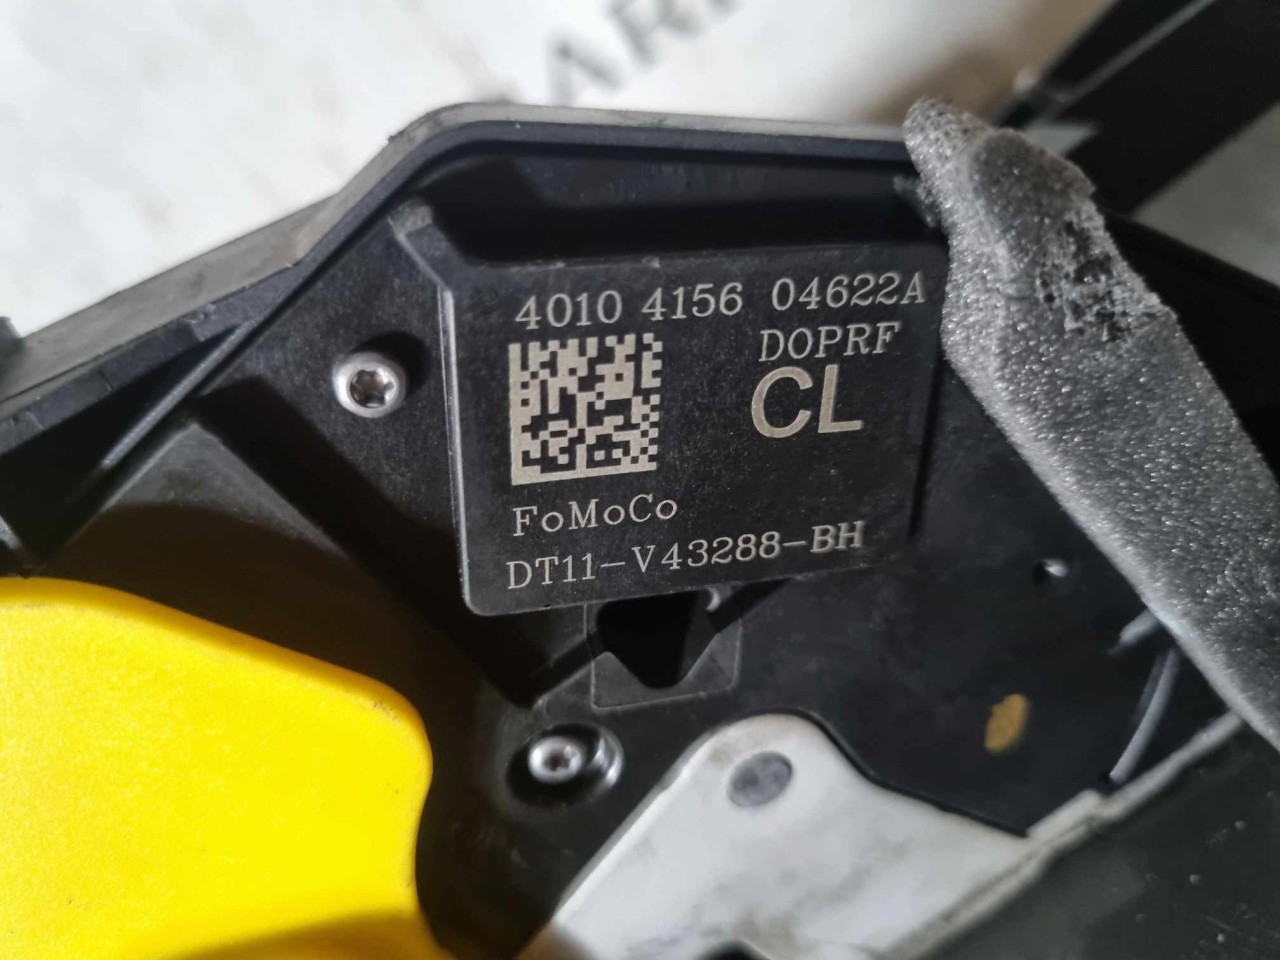 4010 4156 04622A
DOPRF
CL
FoMoCo
DT11-V43288-BH